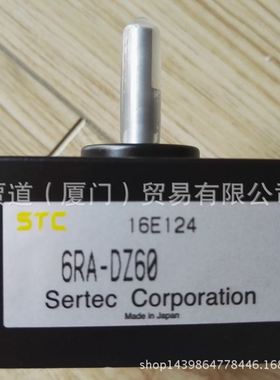 道（厦门）贸易有限公
STC 16E124
6RA-DZ60
Sertec Corporation
Made in Japan
shop1439864778446.16